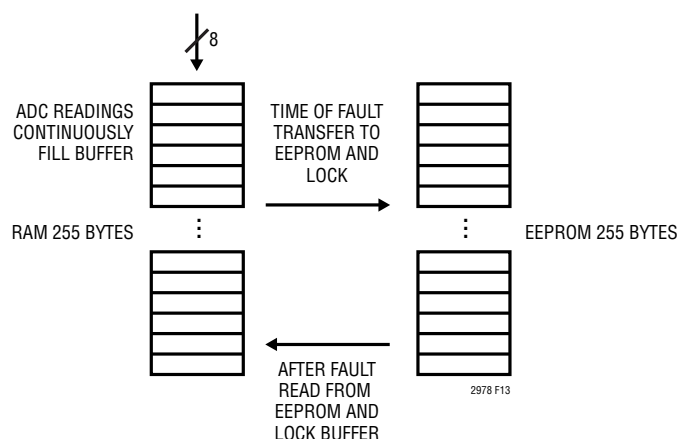 8
ADC READINGS
CONTINUOUSLY
FILL BUFFER
TIME OF FAULT
TRANSFER TO
EEPROM AND
LOCK
RAM 255 BYTES
EEPROM 255 BYTES
AFTER FAULT
READ FROM
EEPROM AND
LOCK BUFFER
2978 F13